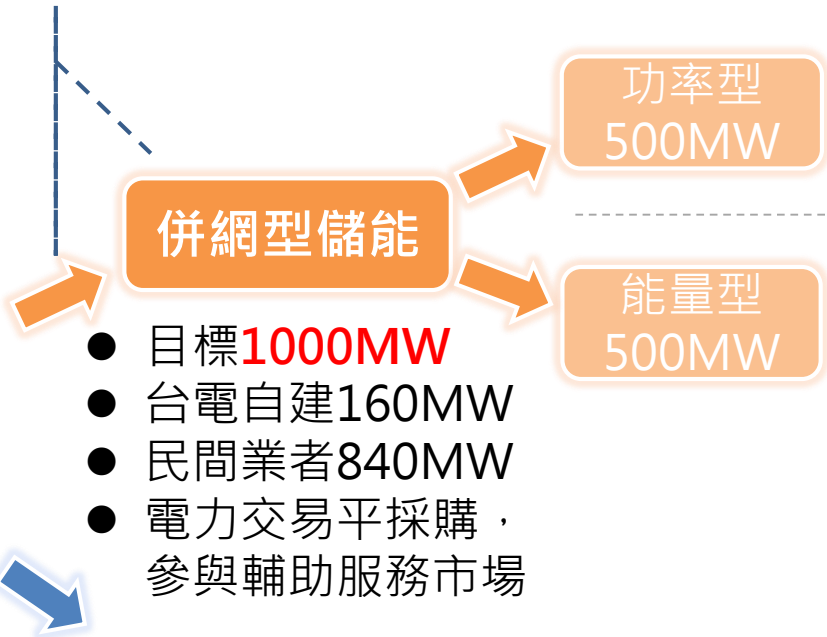 功率型
500MW
併網型儲能
能量型
500MW
● 目標1000MW
● 台電自建160MW
● 民間業者840MW
● 電力交易平採購，
參與輔助服務市場